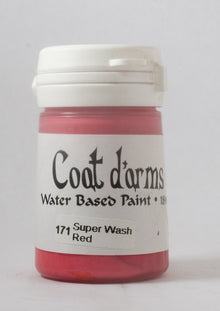 Coat d'arms
Water Based Paint •
171 Super Wash
Red